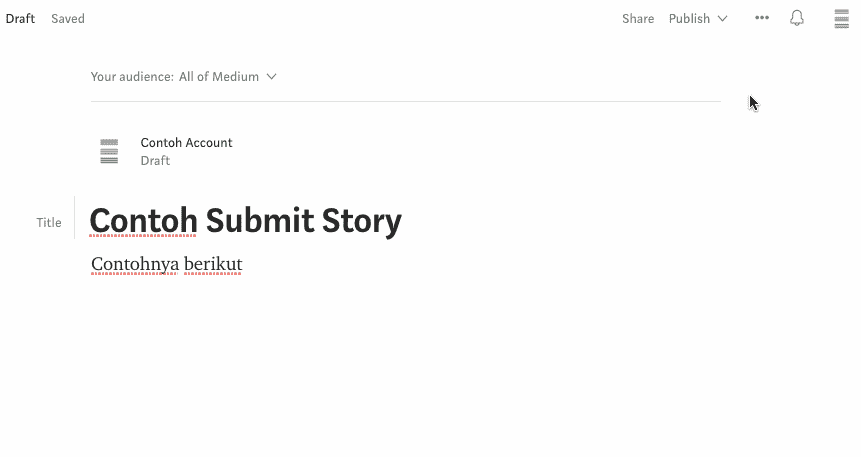 Draft Saved Share Publish
Your audience: All of Medium
Contoh Account
Draft
Title Contoh Submit Story
Contohnya berikut